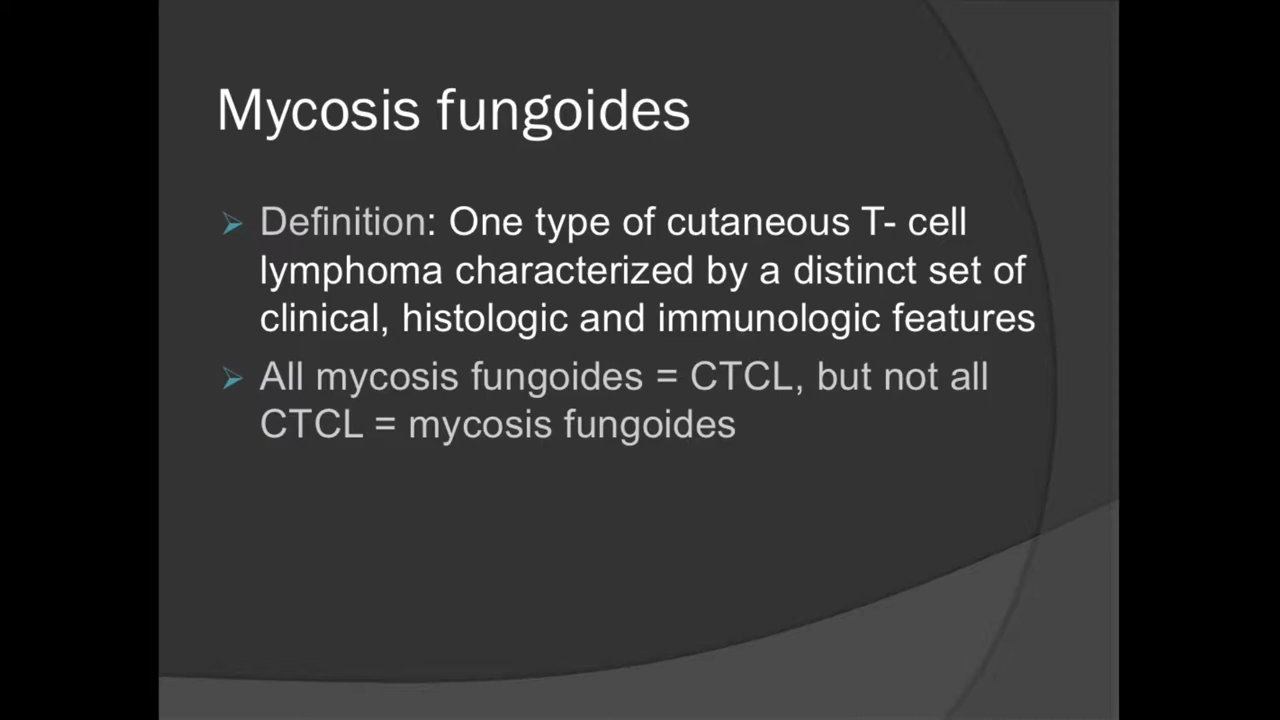 Mycosis fungoides
Definition: One type of cutaneous T- cell
lymphoma characterized by a distinct set of
clinical, histologic and immunologic features
All mycosis fungoides = CTCL, but not all
CTCL = mycosis fungoides